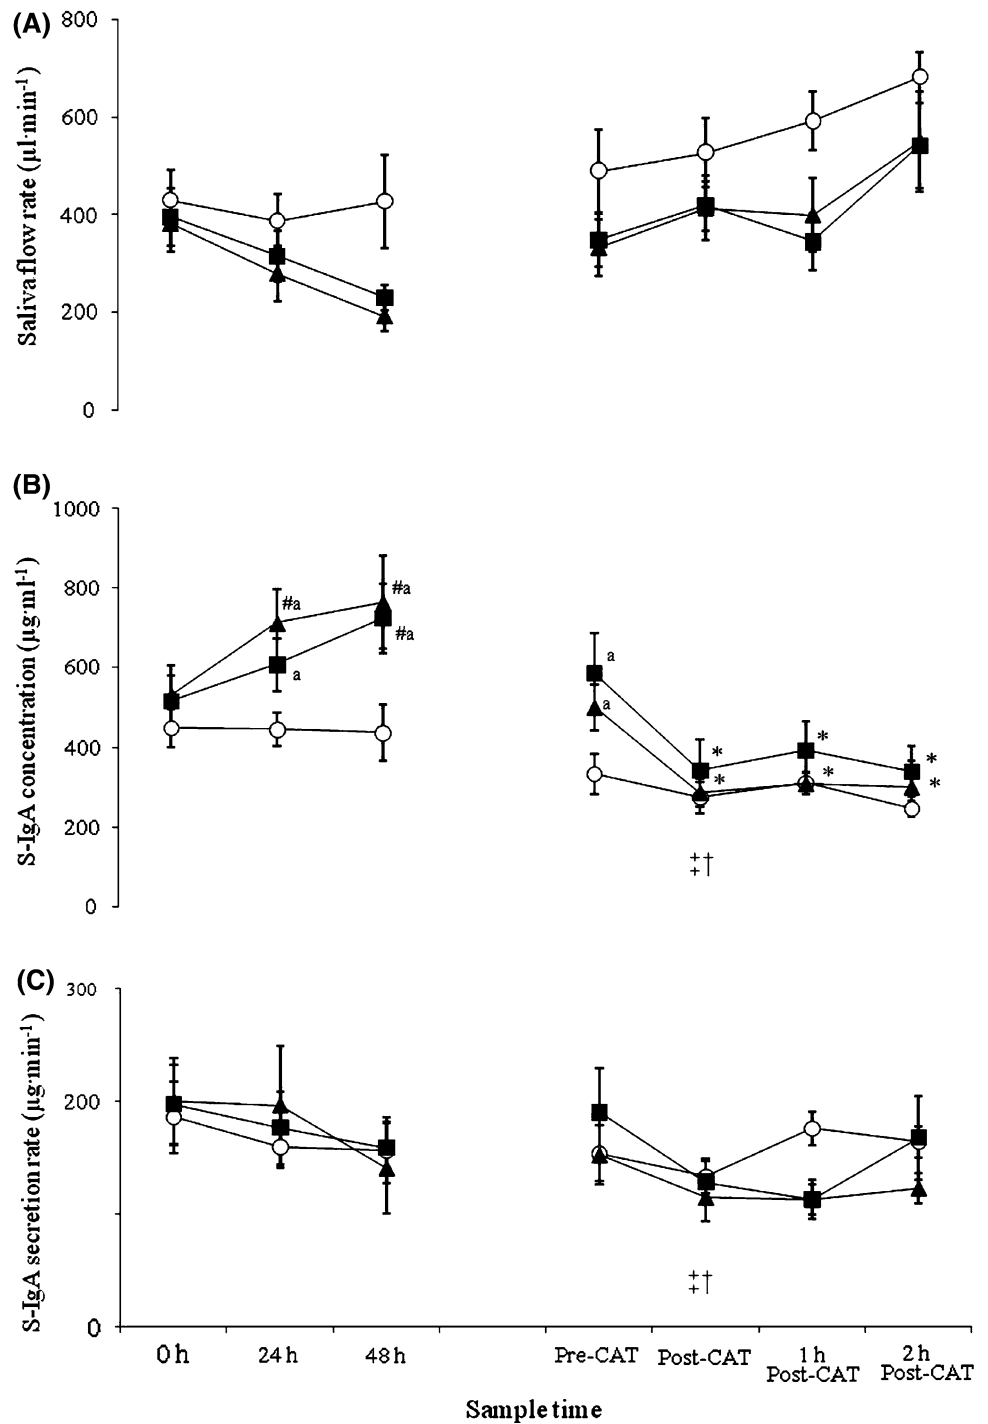 (A)
800
600
400
200
0
Saliva flow rate (µl·min-1)
(B)
1000
800
600
400
200
0
S-IgA concentration (µg·ml-1)
#a
#a
a
#a
a
a
*
*
*
*
*
*
‡†
(C)
300
200
0
S-IgA secretion rate (µg·min-1)
‡†
0 h
24 h
48 h
Pre-CAT
Post-CAT
1 h
Post-CAT
2 h
Post-CAT
Sample time